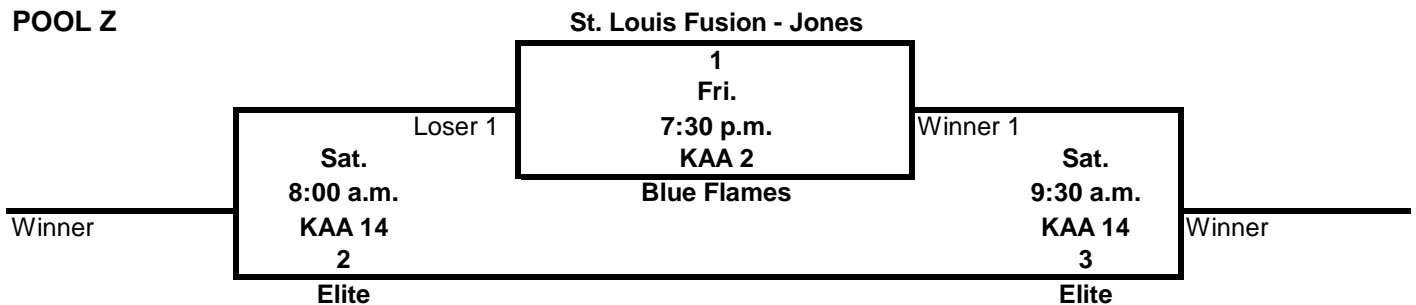 POOL Z
St. Louis Fusion - Jones
1
Fri.
7:30 p.m.
KAA 2
Blue Flames
Loser 1
Winner 1
Sat.
8:00 a.m.
KAA 14
2
Elite
Winner
Sat.
9:30 a.m.
KAA 14
3
Elite
Winner